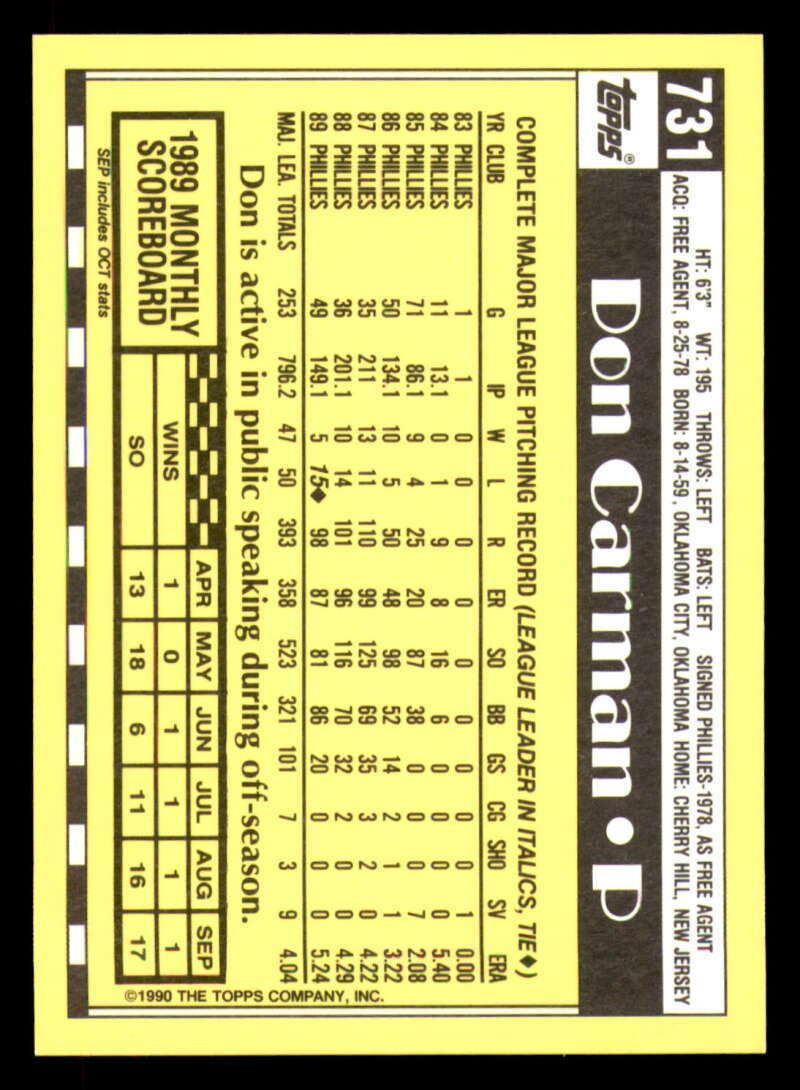 731
HT: 6'3" WT: 195 THROWS: LEFT BATS: LEFT SIGNED PHILLIES-1978, AS FREE AGENT
ACQ: FREE AGENT, 8-25-78 BORN: 8-14-59, OKLAHOMA CITY, OKLAHOMA HOME: CHERRY HILL, NEW JERSEY
TOPPS®
Don Carman • P
COMPLETE MAJOR LEAGUE PITCHING RECORD (LEAGUE LEADER IN ITALICS, TIE♦)
YR CLUB G IP W L R ER SO BB GS CG SHO SV ERA
83 PHILLIES 1 1 0 0 0 0 0 0 0 0 0 1 0.00
84 PHILLIES 11 13.1 0 1 9 8 16 6 0 0 0 0 5.40
85 PHILLIES 71 86.1 9 4 25 20 87 38 0 0 0 7 2.08
86 PHILLIES 50 134.1 10 5 50 48 98 52 14 2 1 1 3.22
87 PHILLIES 35 211 13 11 110 99 125 69 35 3 2 0 4.22
88 PHILLIES 36 201.1 10 14 101 96 116 70 32 2 0 0 4.29
89 PHILLIES 49 149.1 5 15♦ 98 87 81 86 20 0 0 0 5.24
MAJ. LEA. TOTALS 253 796.2 47 50 393 358 523 321 101 7 3 9 4.04
Don is active in public speaking during off-season.
1989 MONTHLY
SCOREBOARD
APR MAY JUN JUL AUG SEP
WINS 1 0 1 1 1 1
SO 13 18 6 11 16 17
SEP includes OCT stats
©1990 THE TOPPS COMPANY, INC.